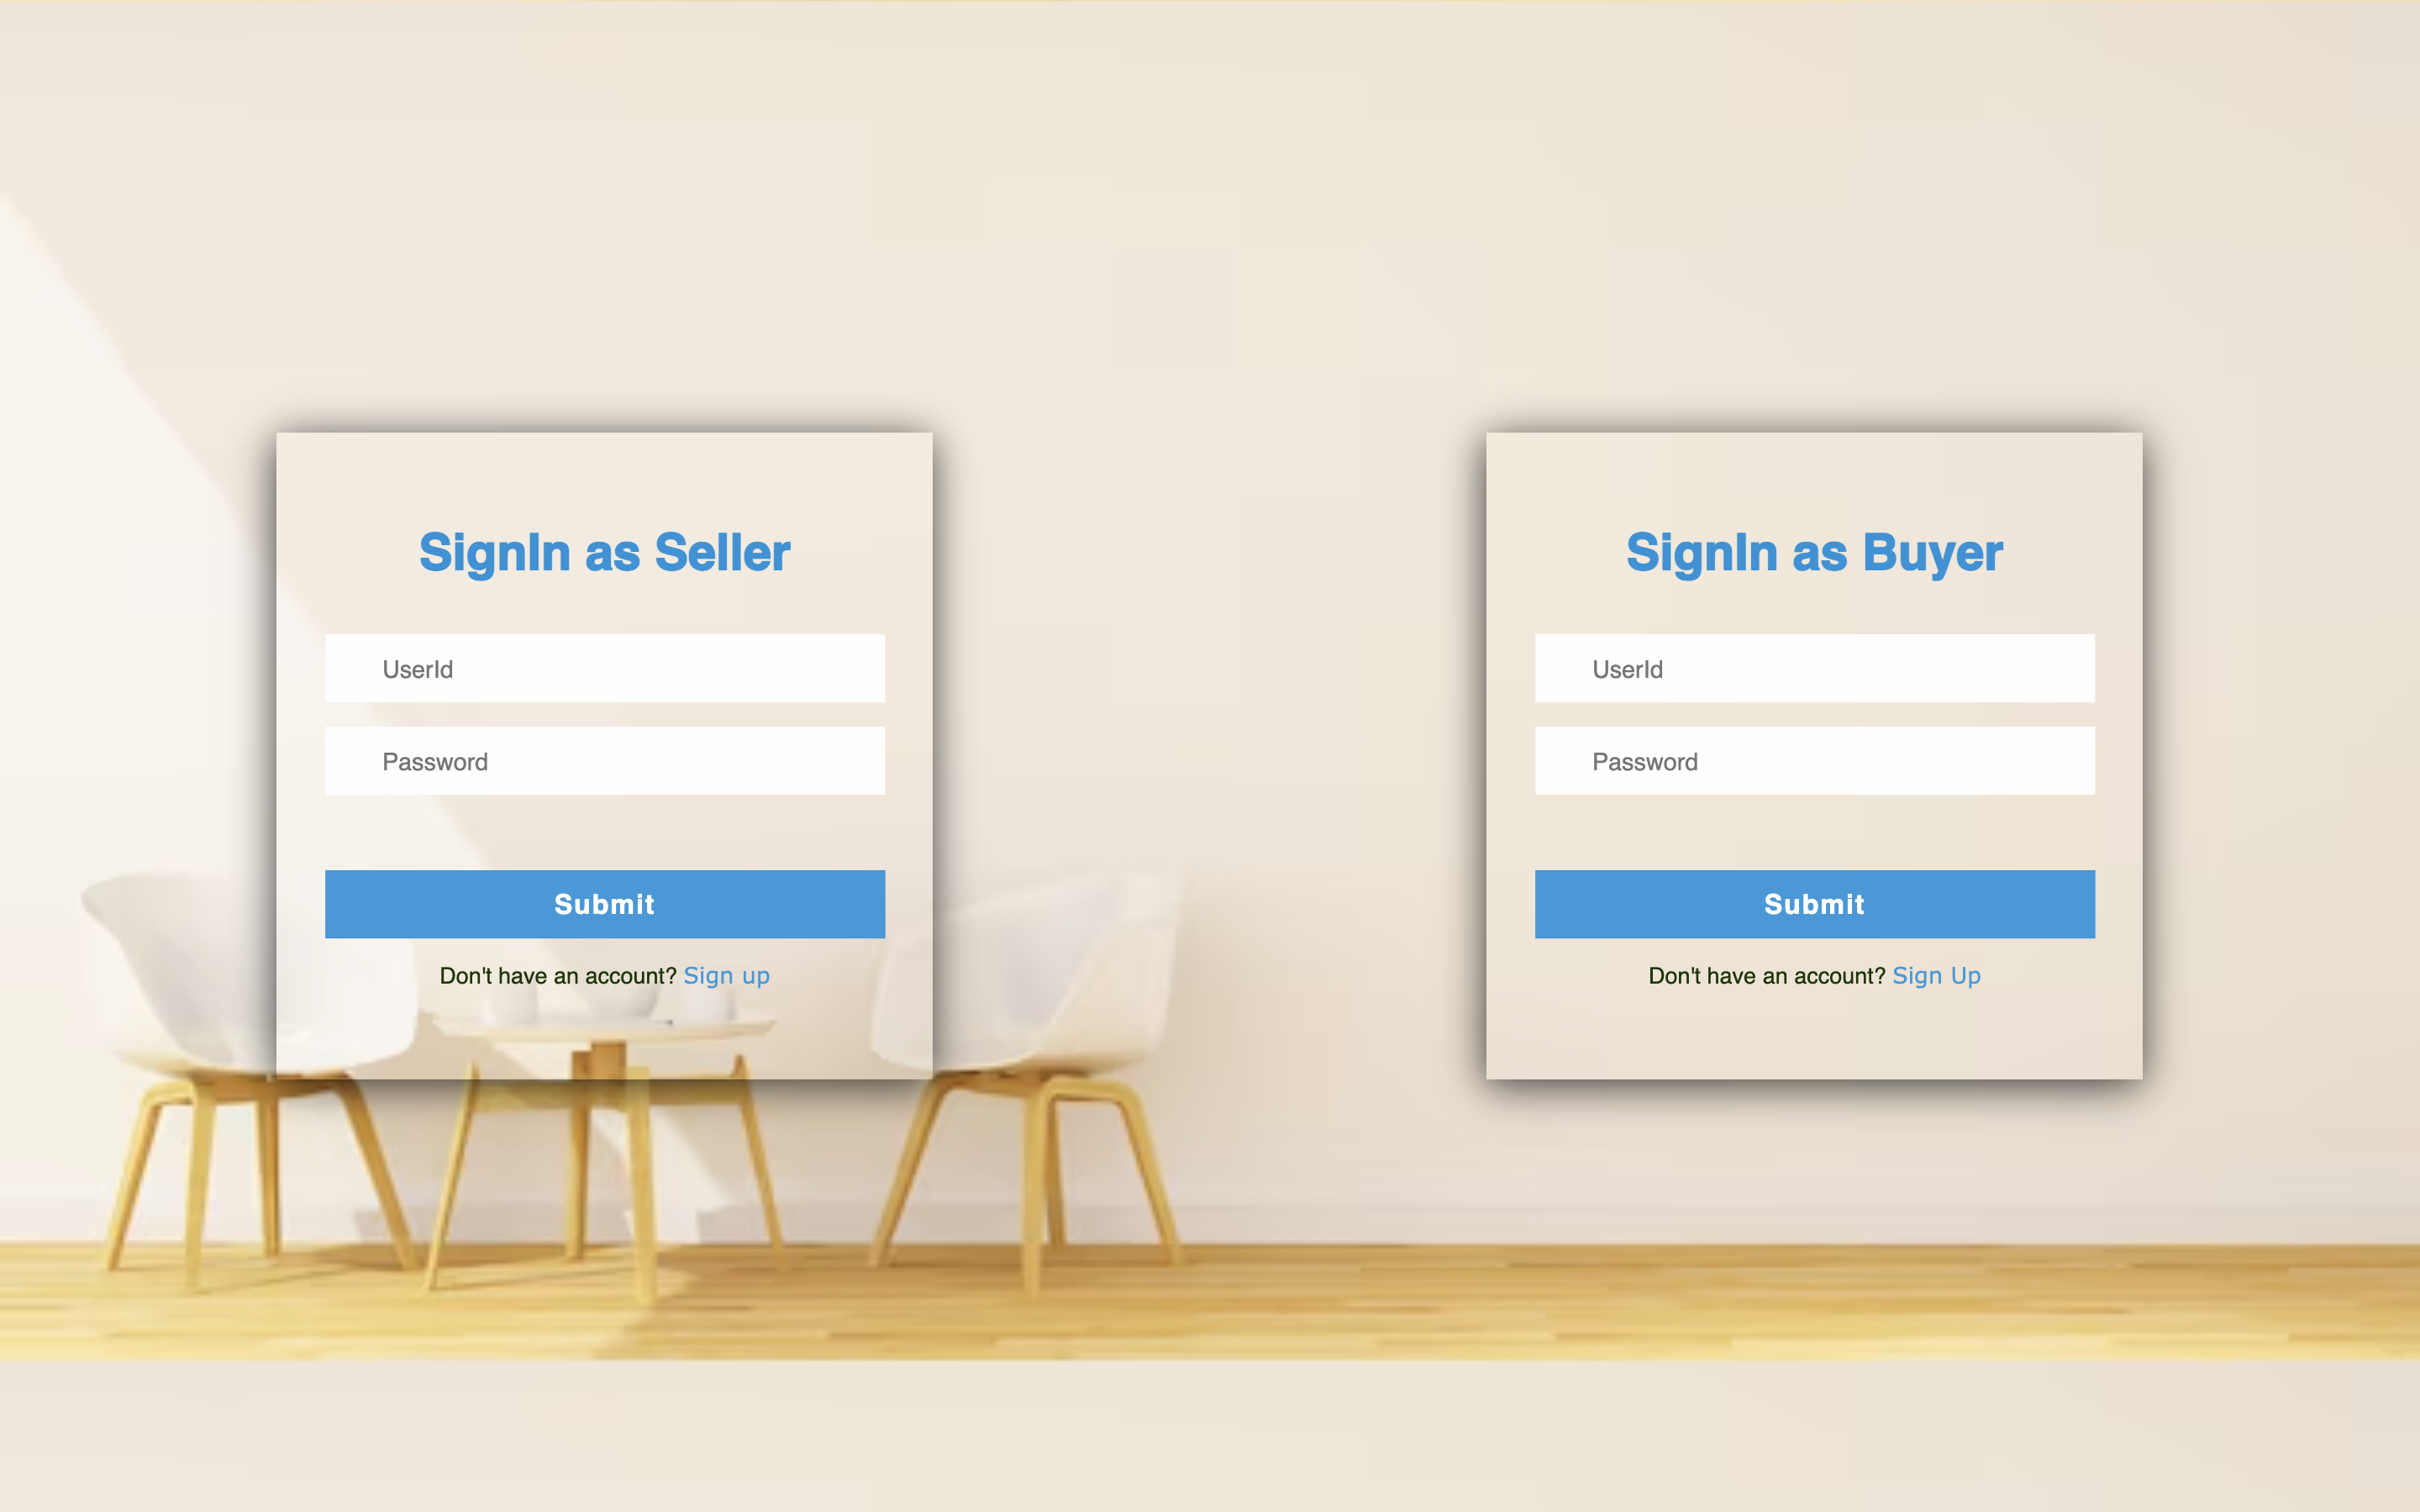 SignIn as Seller
UserId
Password
Submit
Don't have an account? Sign up
SignIn as Buyer
UserId
Password
Submit
Don't have an account? Sign Up